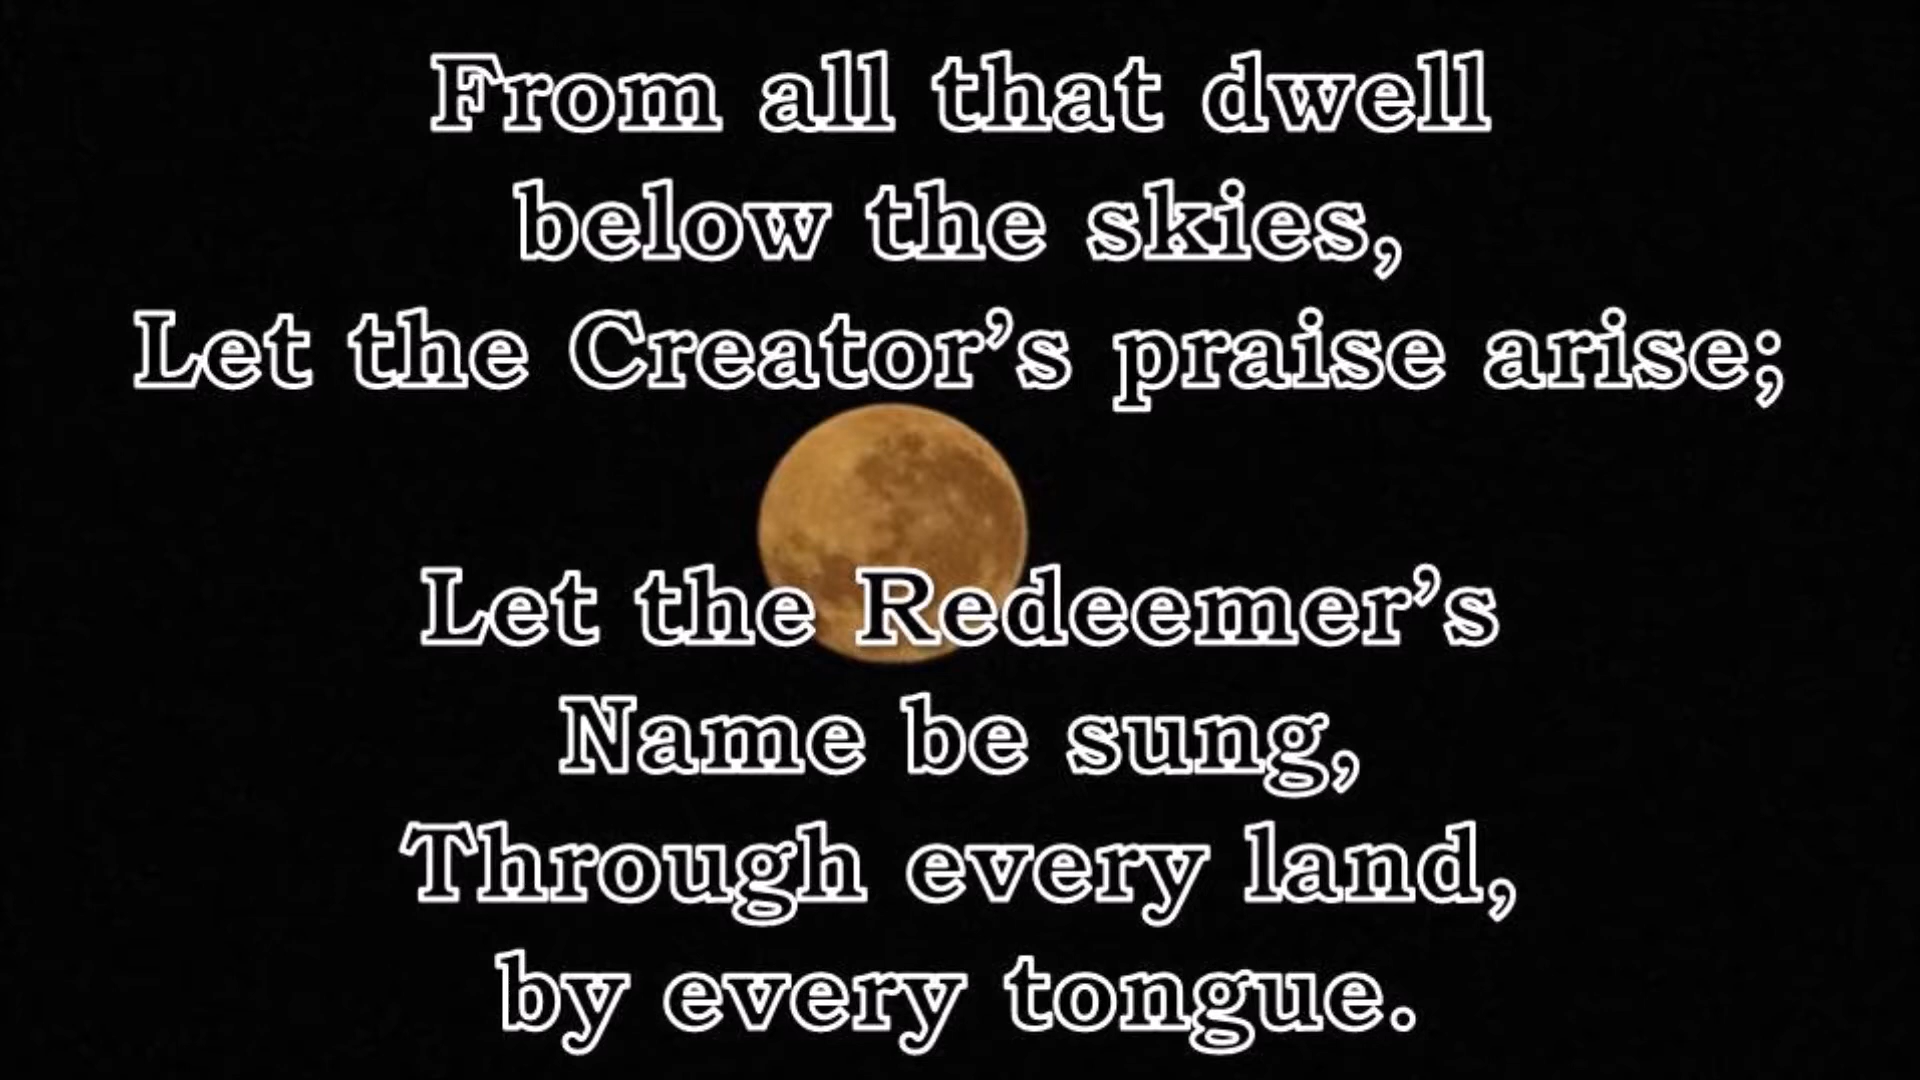 From all that dwell
below the skies,
Let the Creator’s praise arise;
Let the Redeemer’s
Name be sung,
Through every land,
by every tongue.